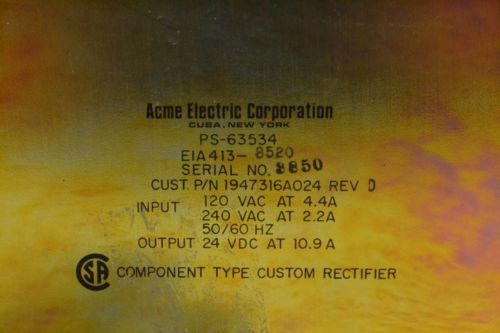 Acme Electric Corporation
CUBA, NEW YORK
PS-63534
EIA413-8520
SERIAL NO. 8850
CUST. P/N 1947316A024 REV D
INPUT 120 VAC AT 4.4A
240 VAC AT 2.2A
50/60 HZ
OUTPUT 24 VDC AT 10.9A
SA COMPONENT TYPE CUSTOM RECTIFIER